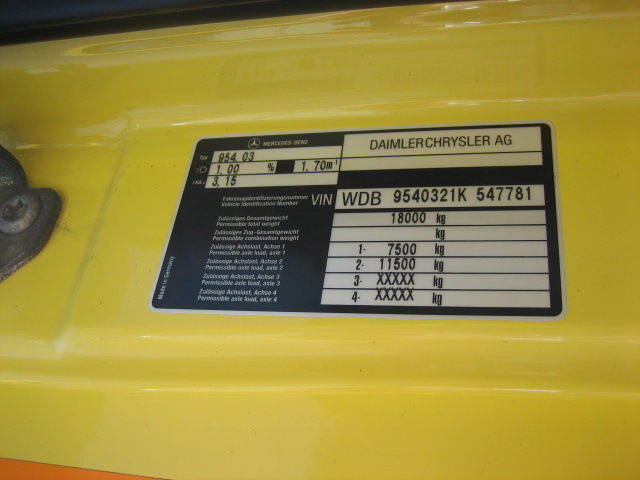 MERCEDES-BENZ
DAIMLERCHRYSLER AG
Typ 954.03
1.00 % 1.70m-1
3,15
Fahrzeugidentifizierungsnummer
Vehicle Identification Number
VIN WDB 9540321K 547781
Zulässiges Gesamtgewicht
Permissible total weight
18000 kg
Zulässiges Zug-Gesamtgewicht
Permissible combination weight
kg
Zulässige Achslast, Achse 1
Permissible axle load, axle 1
1- 7500 kg
Zulässige Achslast, Achse 2
Permissible axle load, axle 2
2- 11500 kg
Zulässige Achslast, Achse 3
Permissible axle load, axle 3
3- XXXXX kg
Zulässige Achslast, Achse 4
Permissible axle load, axle 4
4- XXXXX kg
Made in Germany